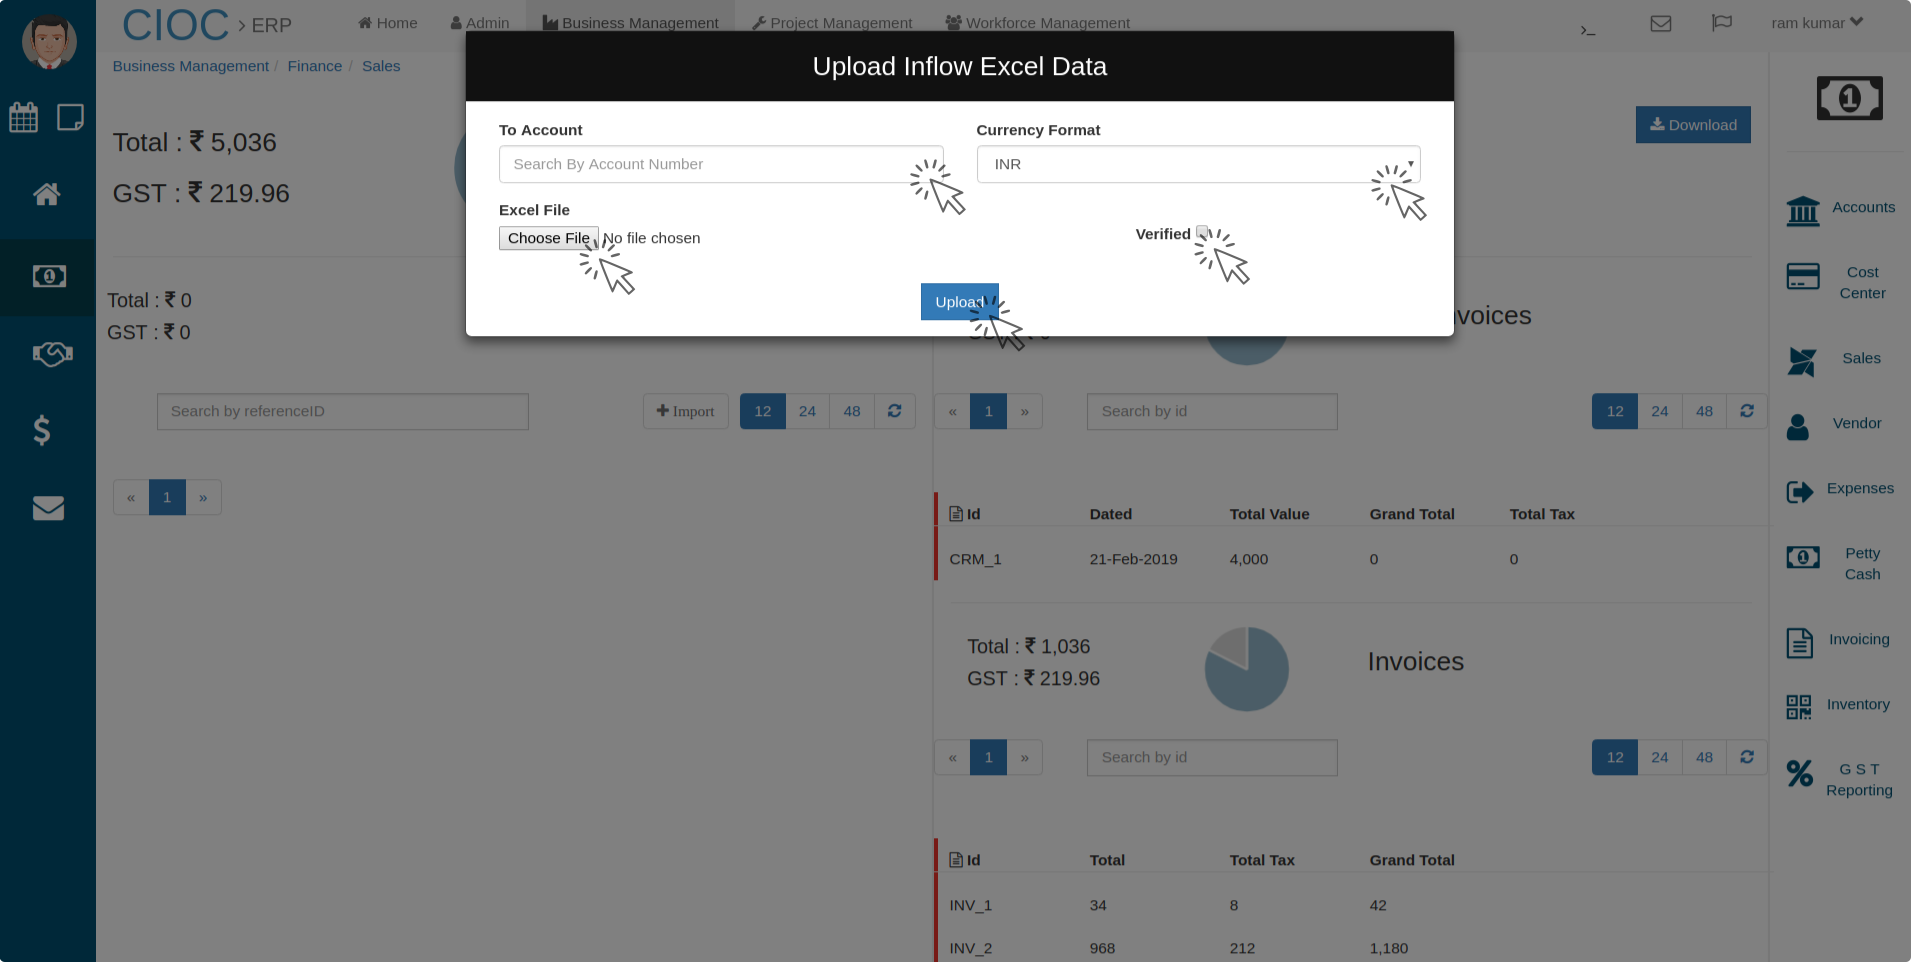 CIOC > ERP
Home
Admin
Business Management
Project Management
Workforce Management
ram kumar
Business Management / Finance / Sales
Upload Inflow Excel Data
To Account
Currency Format
Search By Account Number
INR
Excel File
Choose File No file chosen
Verified
Upload
Total : ₹ 5,036
GST : ₹ 219.96
Download
Total : ₹ 0
GST : ₹ 0
Search by referenceID
Import
12 24 48
« 1 »
Search by id
12 24 48
« 1 »
Id Dated Total Value Grand Total Total Tax
CRM_1 21-Feb-2019 4,000 0 0
Total : ₹ 1,036
GST : ₹ 219.96
Invoices
« 1 »
Search by id
12 24 48
Id Total Total Tax Grand Total
INV_1 34 8 42
INV_2 968 212 1,180
Accounts
Cost
Center
Sales
Vendor
Expenses
Petty
Cash
Invoicing
Inventory
G S T
Reporting